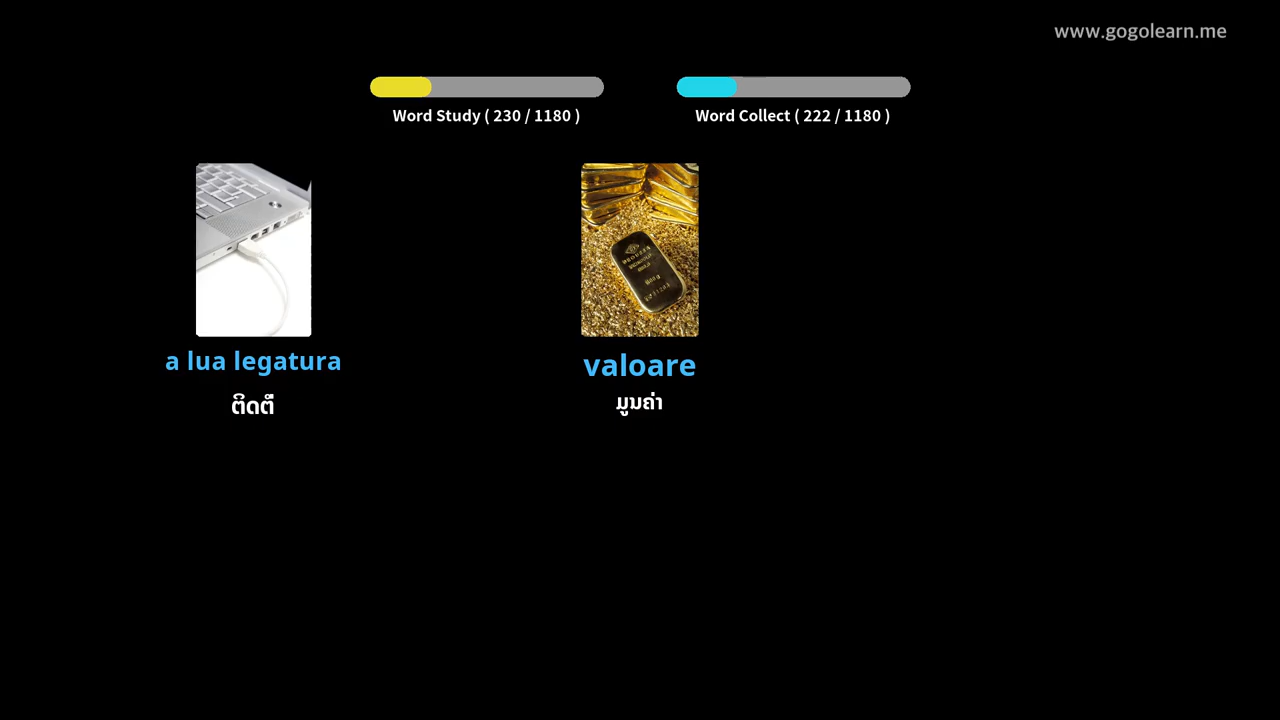 www.gogolearn.me
Word Study ( 230 / 1180 )
Word Collect ( 222 / 1180 )
a lua legatura
ຕິດຕໍ່
valoare
ມູນຄ່າ